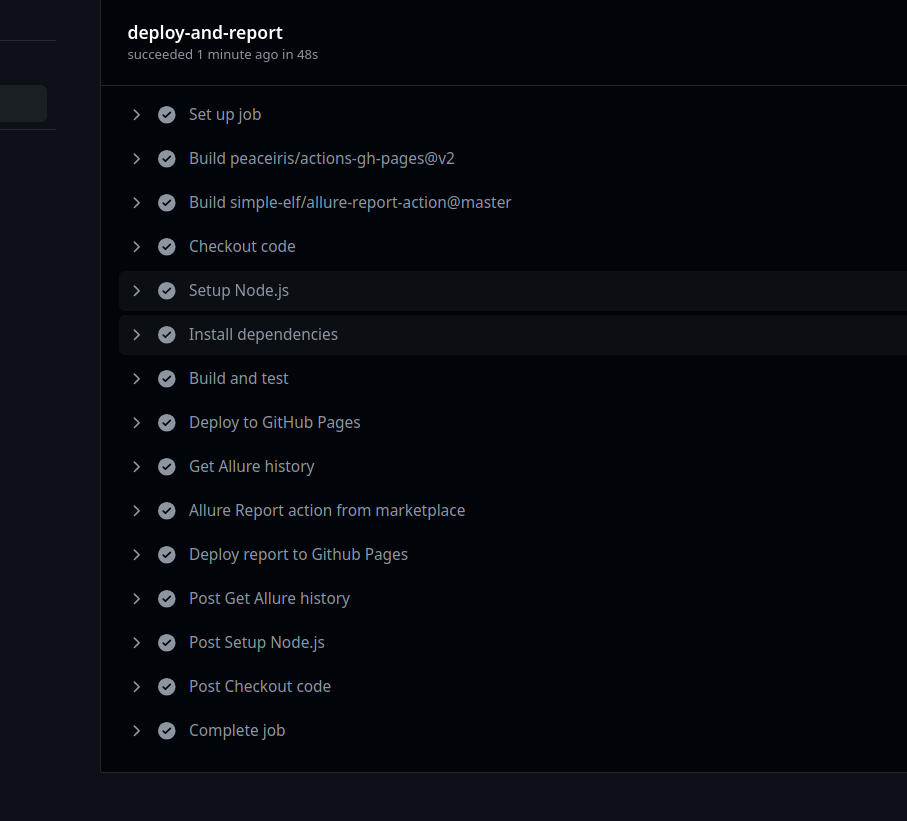 deploy-and-report
succeeded 1 minute ago in 48s
Set up job
Build peaceiris/actions-gh-pages@v2
Build simple-elf/allure-report-action@master
Checkout code
Setup Node.js
Install dependencies
Build and test
Deploy to GitHub Pages
Get Allure history
Allure Report action from marketplace
Deploy report to Github Pages
Post Get Allure history
Post Setup Node.js
Post Checkout code
Complete job